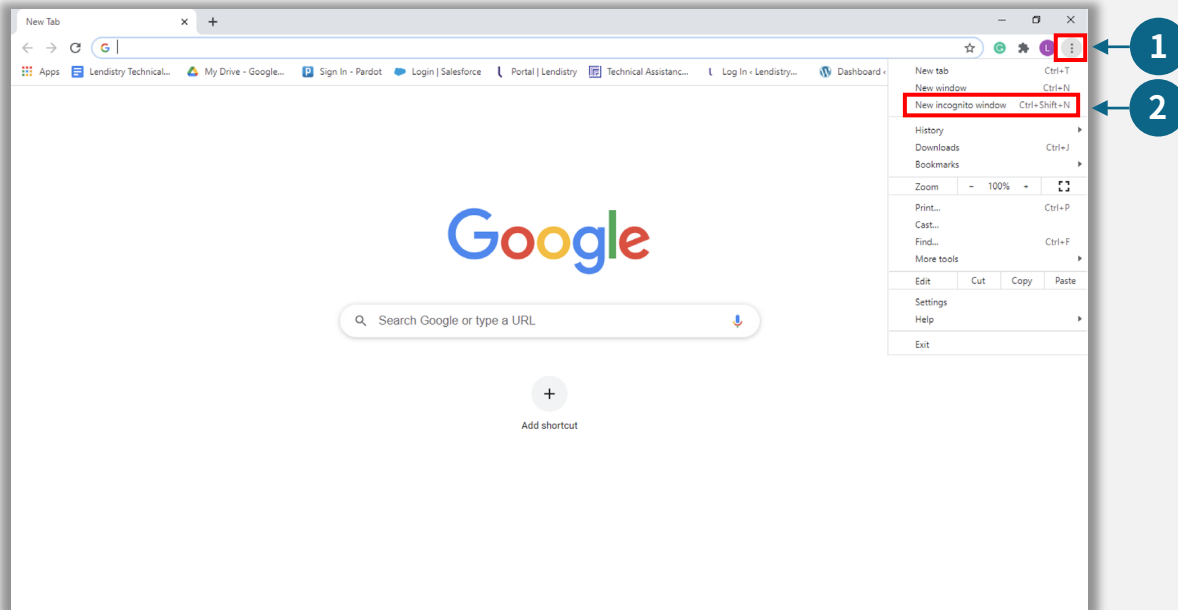 New Tab
1
G
L
Apps Lendistry Technical... My Drive - Google... Sign In - Pardot Login | Salesforce Portal | Lendistry Technical Assistanc... Log In ‹ Lendistry... Dashboard ‹
New tab Ctrl+T
New window Ctrl+N
New incognito window Ctrl+Shift+N
2
History
Downloads Ctrl+J
Bookmarks
Zoom - 100% +
Print... Ctrl+P
Cast...
Find... Ctrl+F
More tools
Edit Cut Copy Paste
Settings
Help
Exit
Google
Search Google or type a URL
Add shortcut